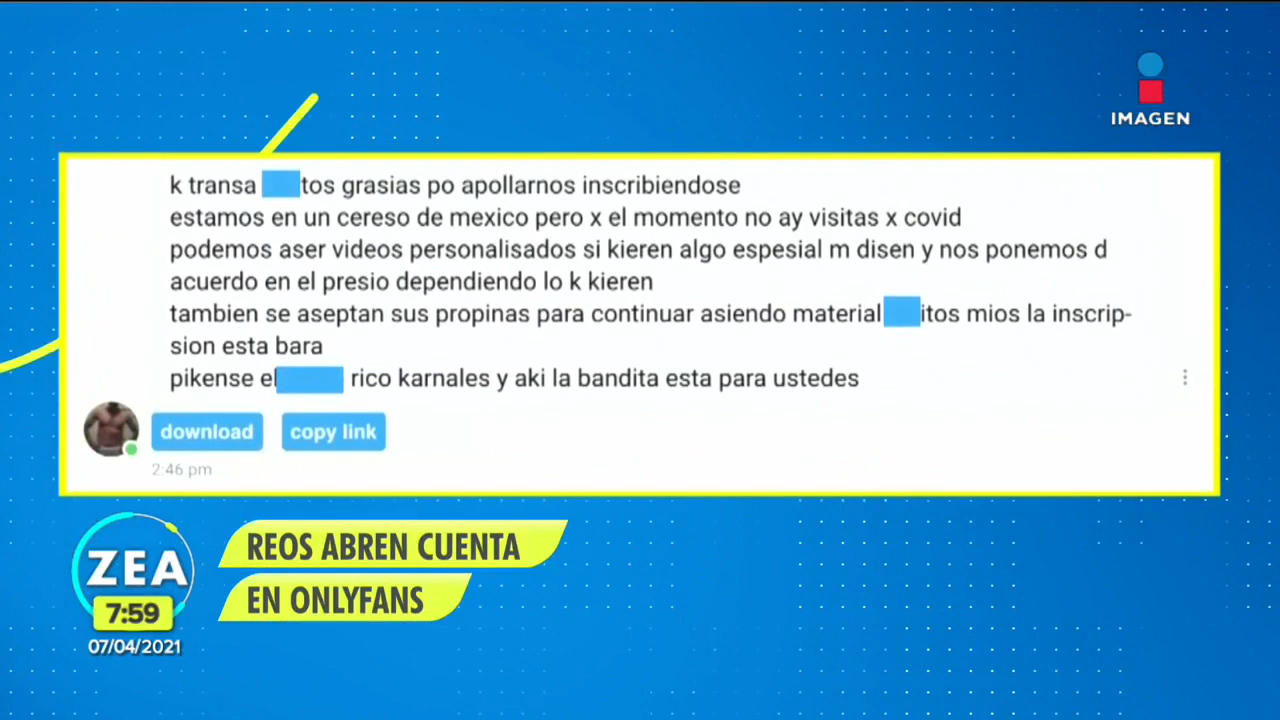 IMAGEN
k transa tos grasias po apollarnos inscribiendose
estamos en un cereso de mexico pero x el momento no ay visitas x covid
podemos aser videos personalisados si kieren algo espesial m disen y nos ponemos d
acuerdo en el presio dependiendo lo k kieren
tambien se aseptan sus propinas para continuar asiendo material itos mios la inscrip-
sion esta bara
pikense el rico karnales y aki la bandita esta para ustedes
download copy link
2:46 pm
ZEA
7:59
07/04/2021
REOS ABREN CUENTA
EN ONLYFANS